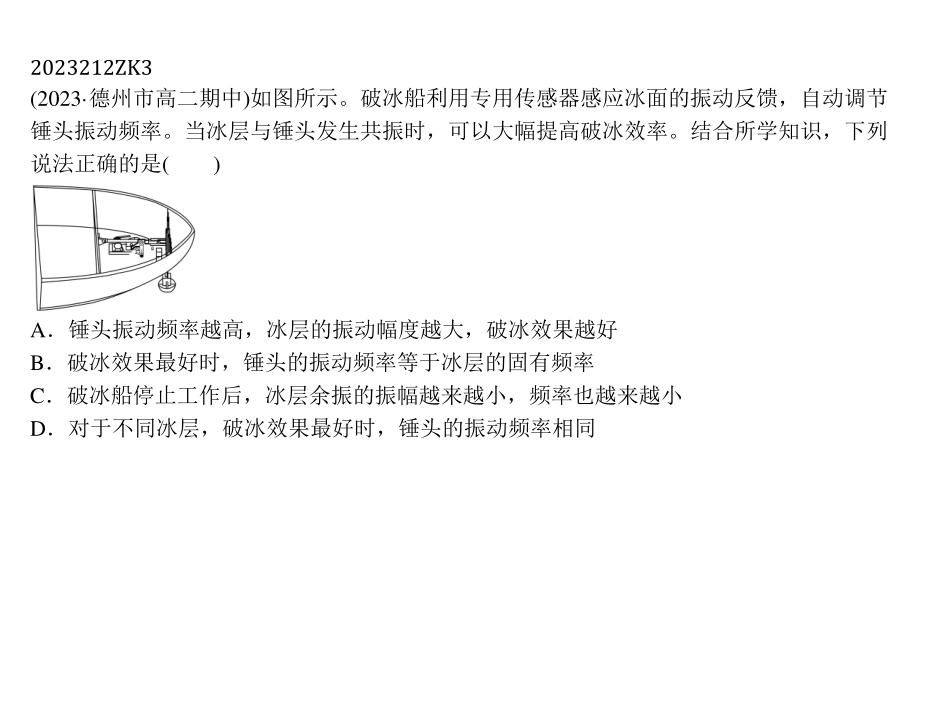 2023212ZK3
(2023·德州市高二期中)如图所示。破冰船利用专用传感器感应冰面的振动反馈，自动调节
锤头振动频率。当冰层与锤头发生共振时，可以大幅提高破冰效率。结合所学知识，下列
说法正确的是(　　)
A．锤头振动频率越高，冰层的振动幅度越大，破冰效果越好
B．破冰效果最好时，锤头的振动频率等于冰层的固有频率
C．破冰船停止工作后，冰层余振的振幅越来越小，频率也越来越小
D．对于不同冰层，破冰效果最好时，锤头的振动频率相同